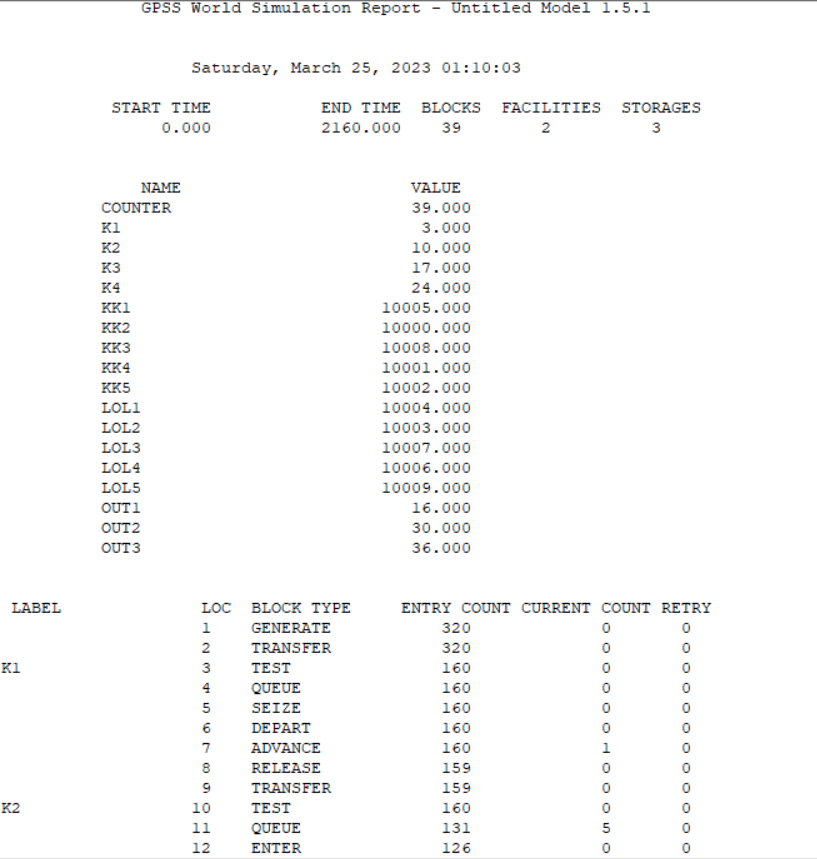 GPSS World Simulation Report - Untitled Model 1.5.1
Saturday, March 25, 2023 01:10:03
START TIME END TIME BLOCKS FACILITIES STORAGES
0.000 2160.000 39 2 3
NAME VALUE
COUNTER 39.000
K1 3.000
K2 10.000
K3 17.000
K4 24.000
KK1 10005.000
KK2 10000.000
KK3 10008.000
KK4 10001.000
KK5 10002.000
LOL1 10004.000
LOL2 10003.000
LOL3 10007.000
LOL4 10006.000
LOL5 10009.000
OUT1 16.000
OUT2 30.000
OUT3 36.000
LABEL LOC BLOCK TYPE ENTRY COUNT CURRENT COUNT RETRY
1 GENERATE 320 0 0
2 TRANSFER 320 0 0
K1 3 TEST 160 0 0
4 QUEUE 160 0 0
5 SEIZE 160 0 0
6 DEPART 160 0 0
7 ADVANCE 160 1 0
8 RELEASE 159 0 0
9 TRANSFER 159 0 0
K2 10 TEST 160 0 0
11 QUEUE 131 5 0
12 ENTER 126 0 0